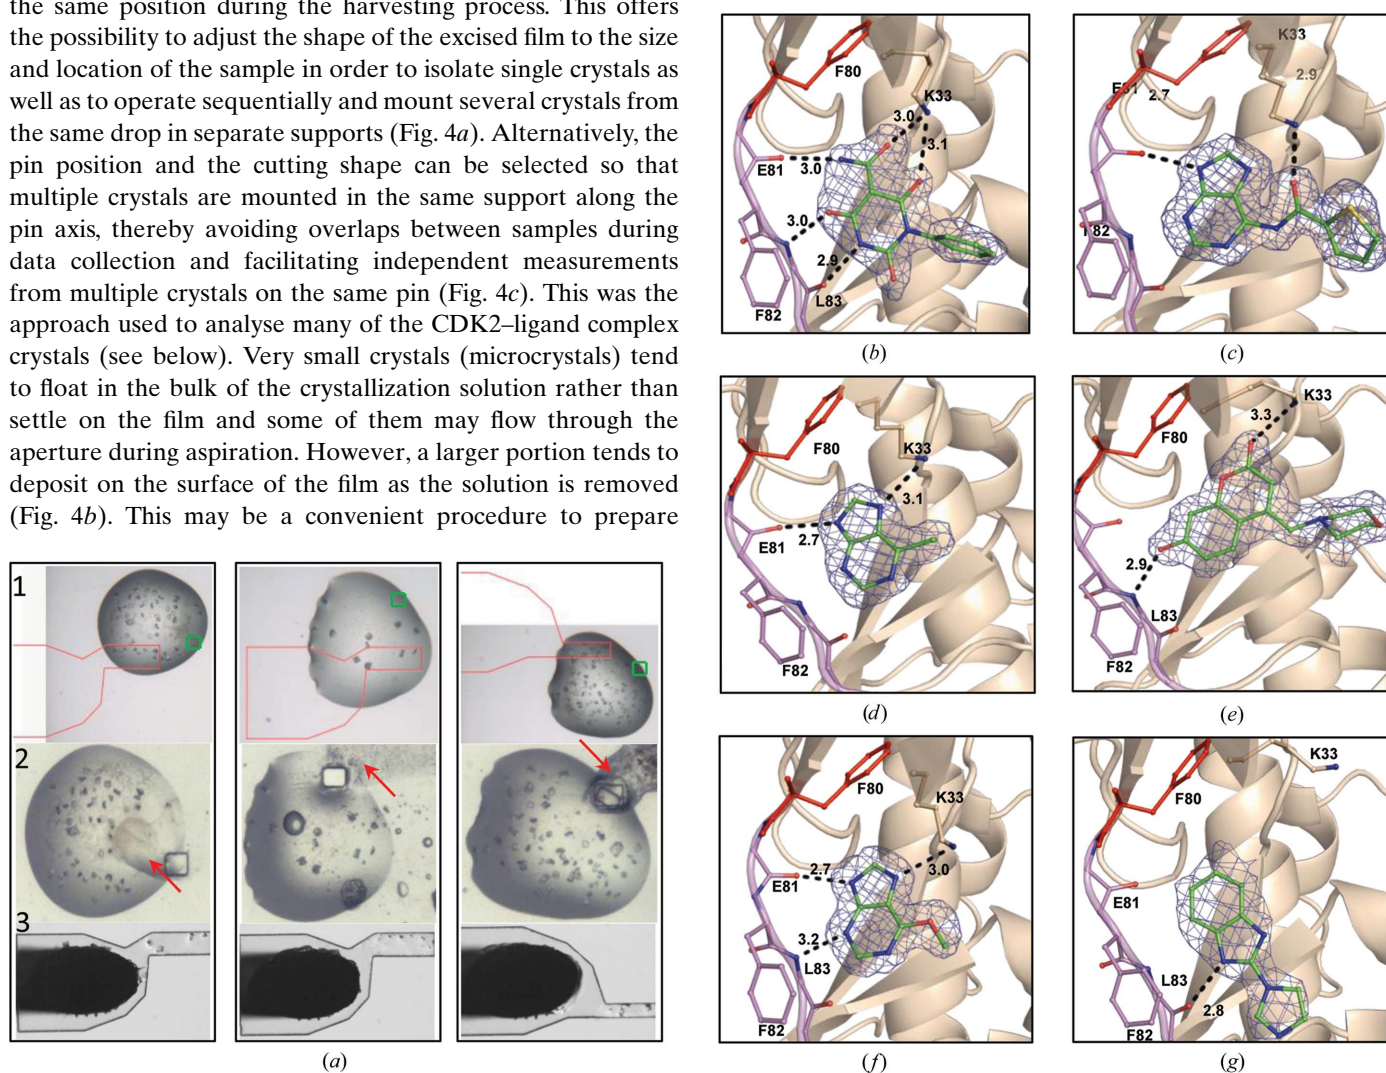 the same position during the harvesting process. This offers
the possibility to adjust the shape of the excised film to the size
and location of the sample in order to isolate single crystals as
well as to operate sequentially and mount several crystals from
the same drop in separate supports (Fig. 4a). Alternatively, the
pin position and the cutting shape can be selected so that
multiple crystals are mounted in the same support along the
pin axis, thereby avoiding overlaps between samples during
data collection and facilitating independent measurements
from multiple crystals on the same pin (Fig. 4c). This was the
approach used to analyse many of the CDK2–ligand complex
crystals (see below). Very small crystals (microcrystals) tend
to float in the bulk of the crystallization solution rather than
settle on the film and some of them may flow through the
aperture during aspiration. However, a larger portion tends to
deposit on the surface of the film as the solution is removed
(Fig. 4b). This may be a convenient procedure to prepare
1
2
3
(a)
F80
K33
3.0
3.1
E81
3.0
3.0
2.9
L83
F82
(b)
K33
2.9
E81
2.7
F82
(c)
F80
K33
3.1
E81
2.7
F82
(d)
K33
3.3
F80
2.9
L83
F82
(e)
F80
K33
2.7
3.0
E81
3.2
L83
F82
(f)
K33
F80
E81
L83
2.8
F82
(g)